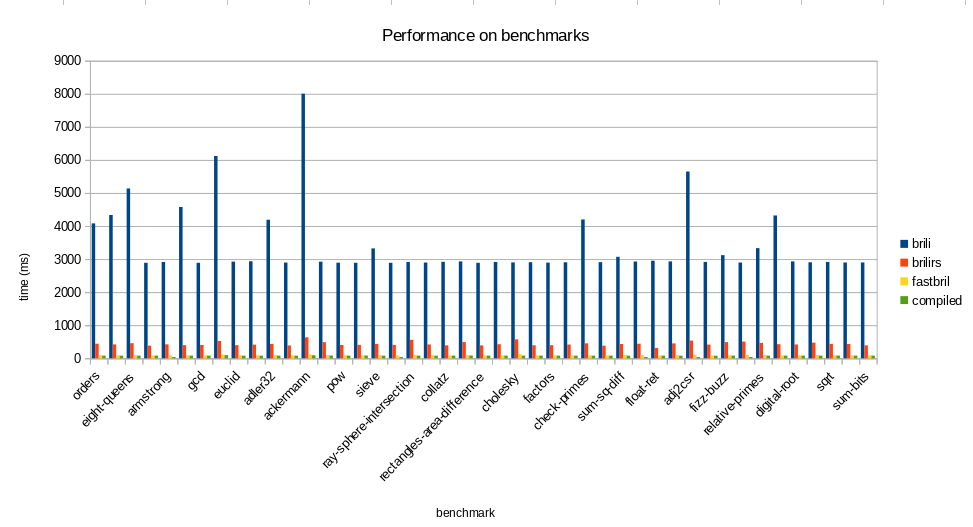 Performance on benchmarks
9000
8000
7000
6000
5000
4000
3000
2000
1000
0
time (ms)
orders
eight-queens
armstrong
gcd
euclid
adler32
ackermann
pow
sieve
ray-sphere-intersection
collatz
rectangles-area-difference
cholesky
factors
check-primes
sum-sq-diff
float-ret
adj2csr
fizz-buzz
relative-primes
digital-root
sqrt
sum-bits
benchmark
brili
brilirs
fastbril
compiled